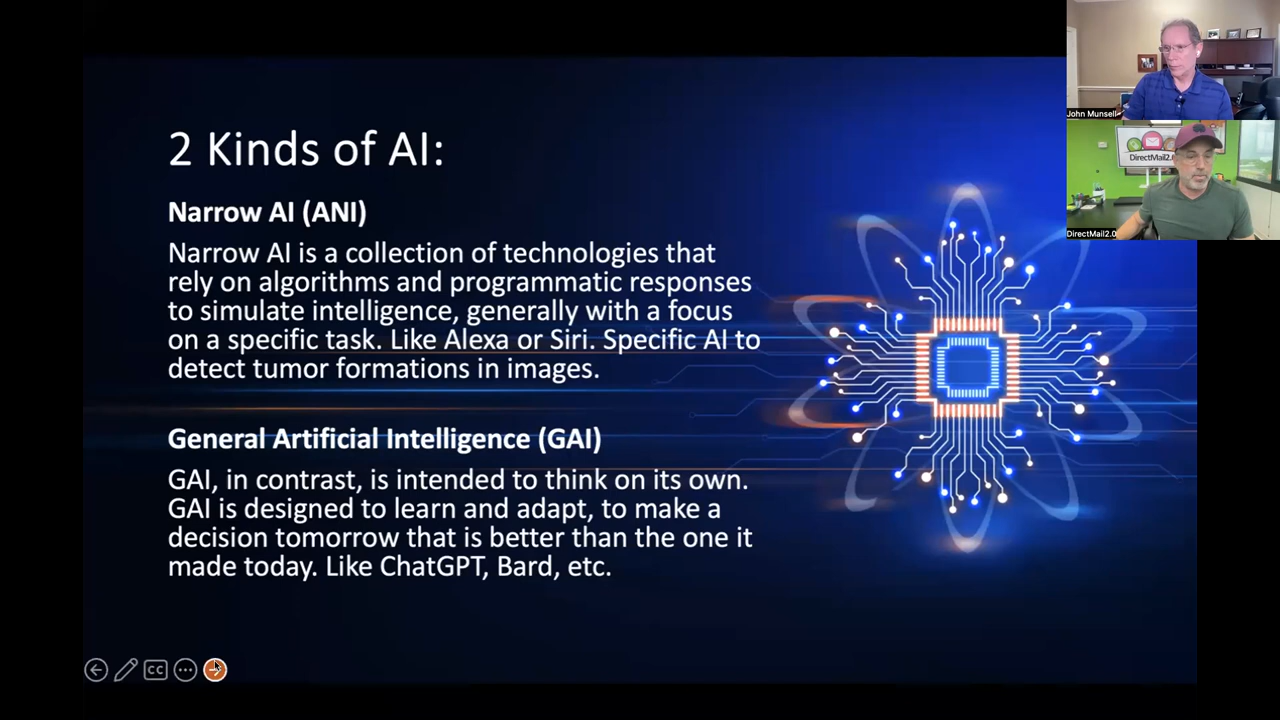 2 Kinds of AI:
Narrow AI (ANI)
Narrow AI is a collection of technologies that
rely on algorithms and programmatic responses
to simulate intelligence, generally with a focus
on a specific task. Like Alexa or Siri. Specific AI to
detect tumor formations in images.
General Artificial Intelligence (GAI)
GAI, in contrast, is intended to think on its own.
GAI is designed to learn and adapt, to make a
decision tomorrow that is better than the one it
made today. Like ChatGPT, Bard, etc.
CC
John Munsell
DirectMail2.0
DirectMail2.0